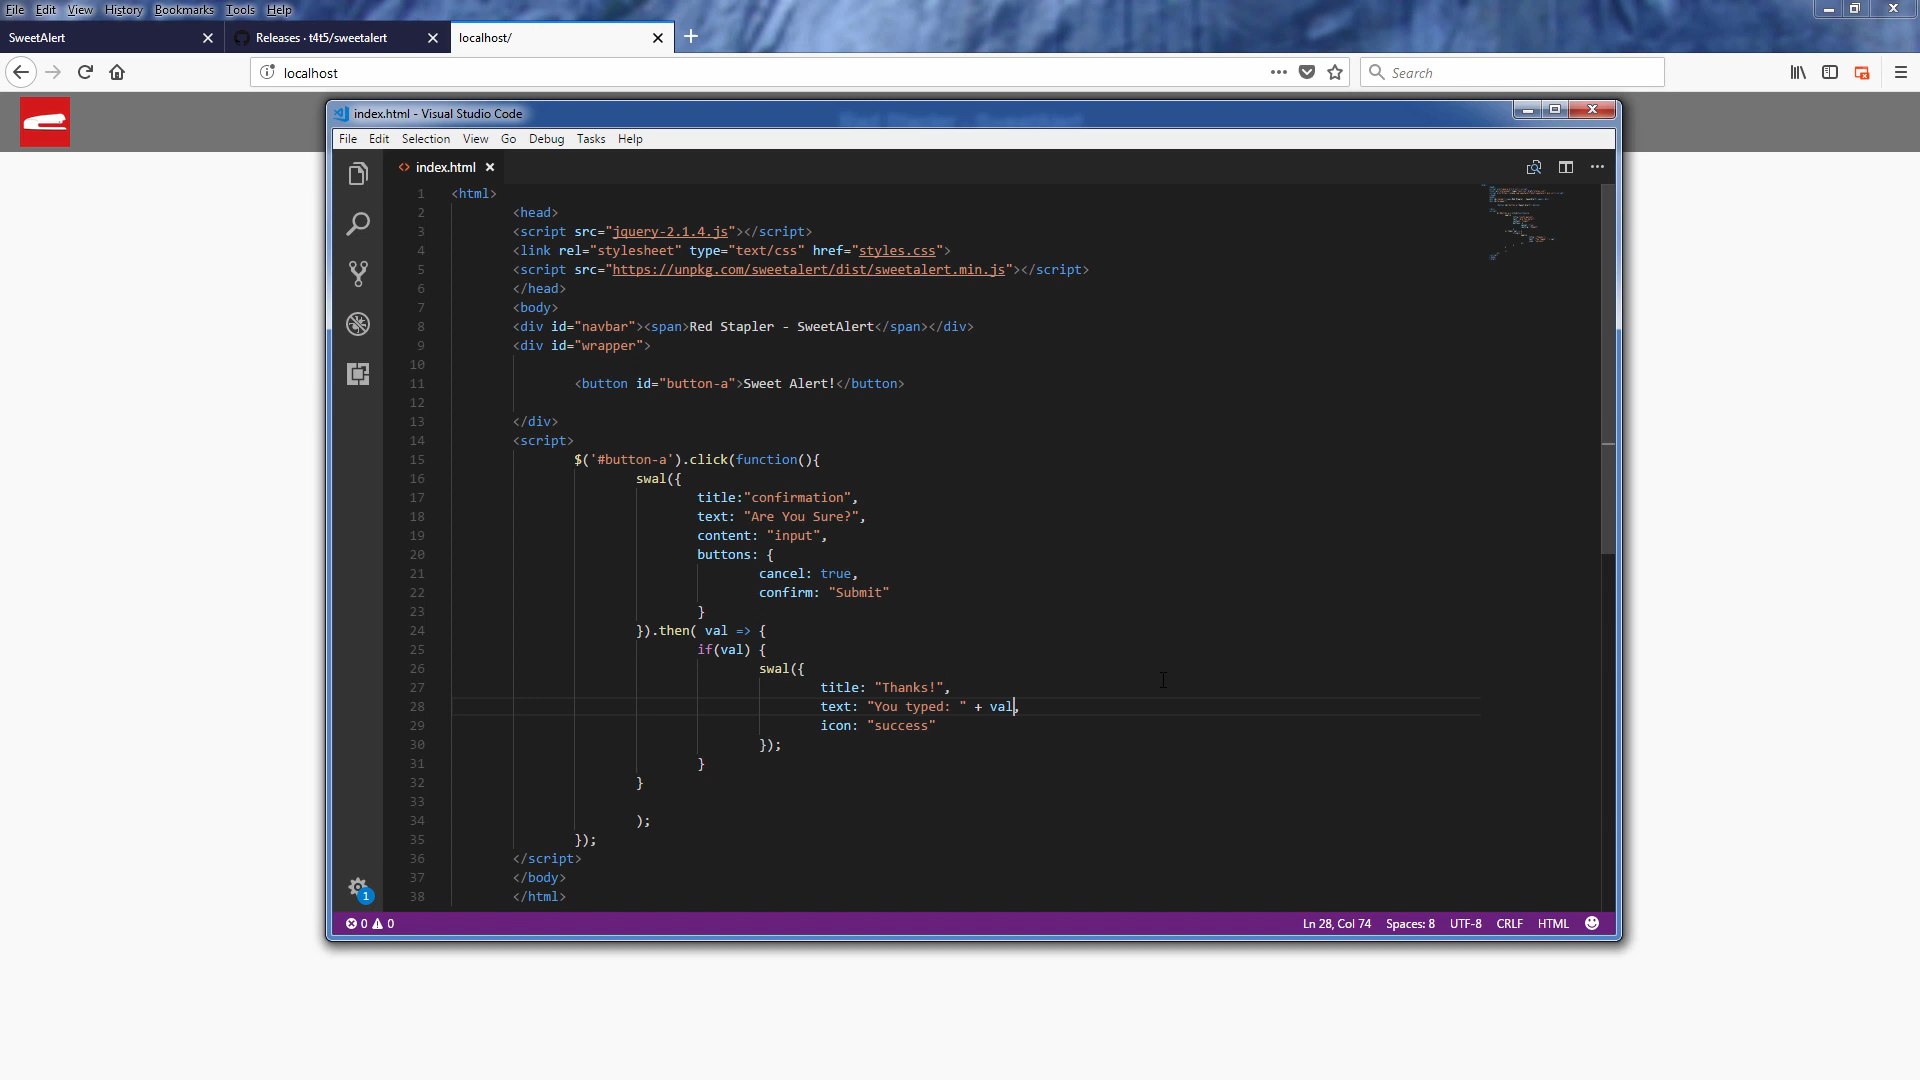 File Edit View History Bookmarks Tools Help
SweetAlert
Releases · t4t5/sweetalert
localhost/
localhost
Search
index.html - Visual Studio Code
Red Stapler - SweetAlert
File Edit Selection View Go Debug Tasks Help
index.html
1 <html>
2 <head>
3 <script src="jquery-2.1.4.js"></script>
4 <link rel="stylesheet" type="text/css" href="styles.css">
5 <script src="https://unpkg.com/sweetalert/dist/sweetalert.min.js"></script>
6 </head>
7 <body>
8 <div id="navbar"><span>Red Stapler - SweetAlert</span></div>
9 <div id="wrapper">
10
11 <button id="button-a">Sweet Alert!</button>
12
13 </div>
14 <script>
15 $('#button-a').click(function(){
16 swal({
17 title:"confirmation",
18 text: "Are You Sure?",
19 content: "input",
20 buttons: {
21 cancel: true,
22 confirm: "Submit"
23 }
24 }).then( val => {
25 if(val) {
26 swal({
27 title: "Thanks!",
28 text: "You typed: " + val,
29 icon: "success"
30 });
31 }
32 }
33
34 );
35 });
36 </script>
37 </body>
38 </html>
1
0 0 Ln 28, Col 74 Spaces: 8 UTF-8 CRLF HTML